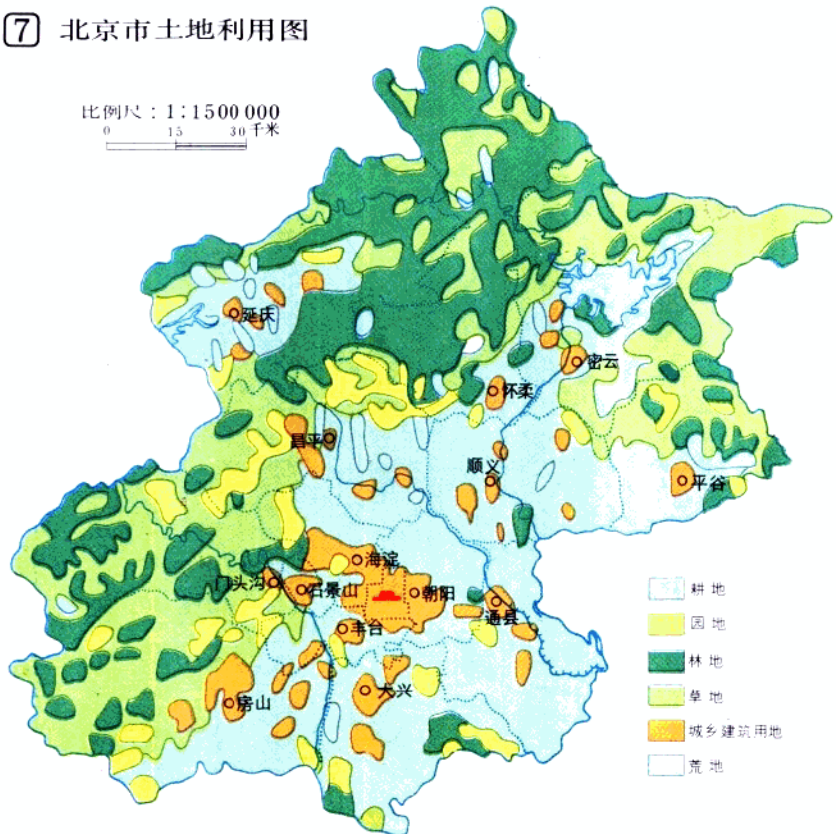 7 北京市土地利用图
比例尺：1:1500 000
0 15 30 千米
延庆
密云
怀柔
昌平
顺义
平谷
海淀
门头沟
石景山
朝阳
通县
丰台
大兴
房山
耕地
园地
林地
草地
城乡建筑用地
荒地